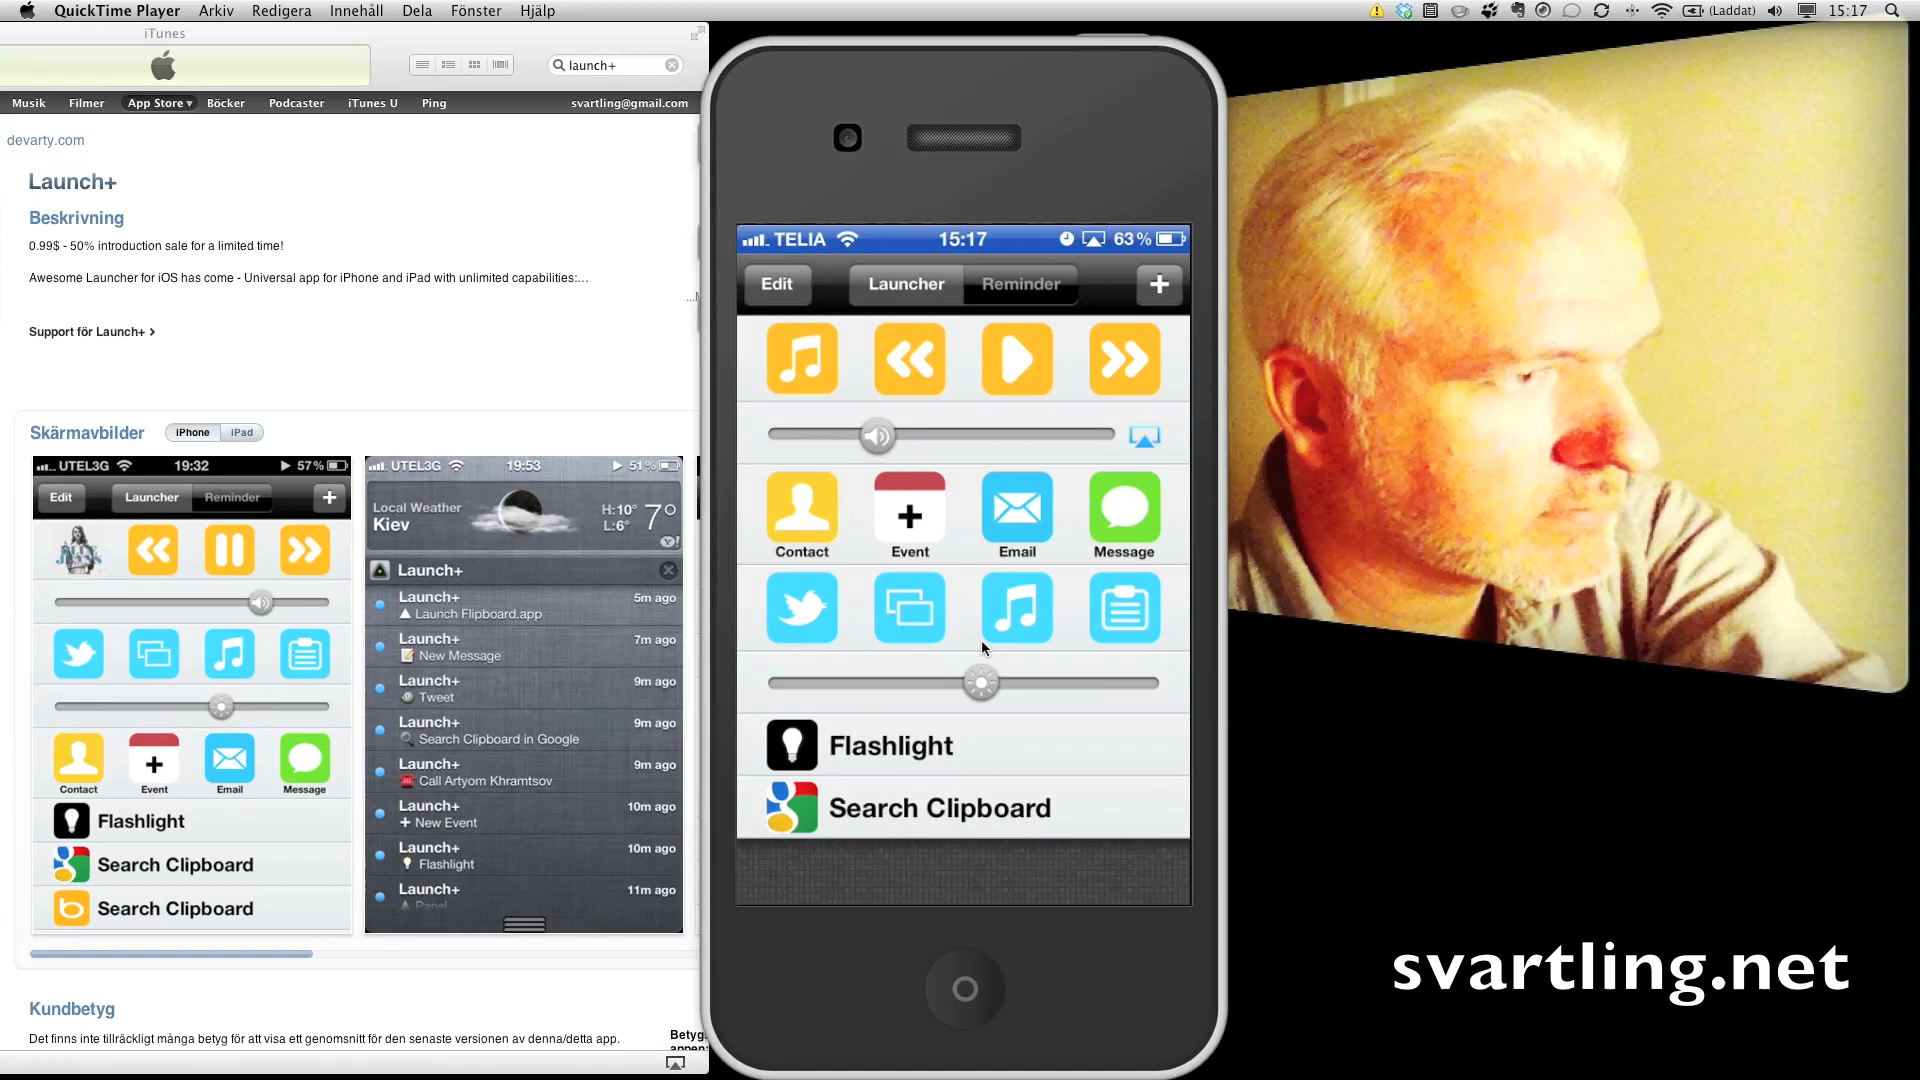 QuickTime Player Arkiv Redigera Innehåll Dela Fönster Hjälp
(Laddat) 15:17
iTunes
launch+
Musik Filmer App Store ▾ Böcker Podcaster iTunes U Ping svartling@gmail.com
devarty.com
Launch+
Beskrivning
0.99$ - 50% introduction sale for a limited time!
Awesome Launcher for iOS has come - Universal app for iPhone and iPad with unlimited capabilities:...
Support för Launch+ >
Skärmavbilder iPhone iPad
UTEL3G 19:32 57%
Edit Launcher Reminder +
Contact Event Email Message
Flashlight
Search Clipboard
Search Clipboard
UTEL3G 19:53 51%
Local Weather
Kiev
H:10°
L:6°
7°
Y!
Launch+
Launch+ 5m ago
Launch Flipboard.app
Launch+ 7m ago
New Message
Launch+ 9m ago
Tweet
Launch+ 9m ago
Search Clipboard in Google
Launch+ 9m ago
Call Artyom Khramtsov
Launch+ 10m ago
New Event
Launch+ 10m ago
Flashlight
Launch+ 11m ago
Kundbetyg
Det finns inte tillräckligt många betyg för att visa ett genomsnitt för den senaste versionen av denna/detta app.
TELIA 15:17 63%
Edit Launcher Reminder +
Contact Event Email Message
Flashlight
Search Clipboard
svartling.net